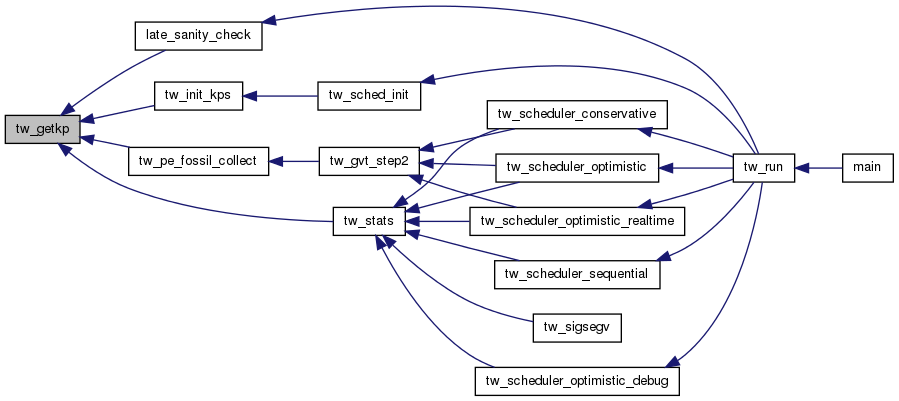 late_sanity_check
tw_init_kps
tw_sched_init
tw_scheduler_conservative
tw_getkp
tw_pe_fossil_collect
tw_gvt_step2
tw_scheduler_optimistic
tw_run
main
tw_stats
tw_scheduler_optimistic_realtime
tw_scheduler_sequential
tw_sigsegv
tw_scheduler_optimistic_debug